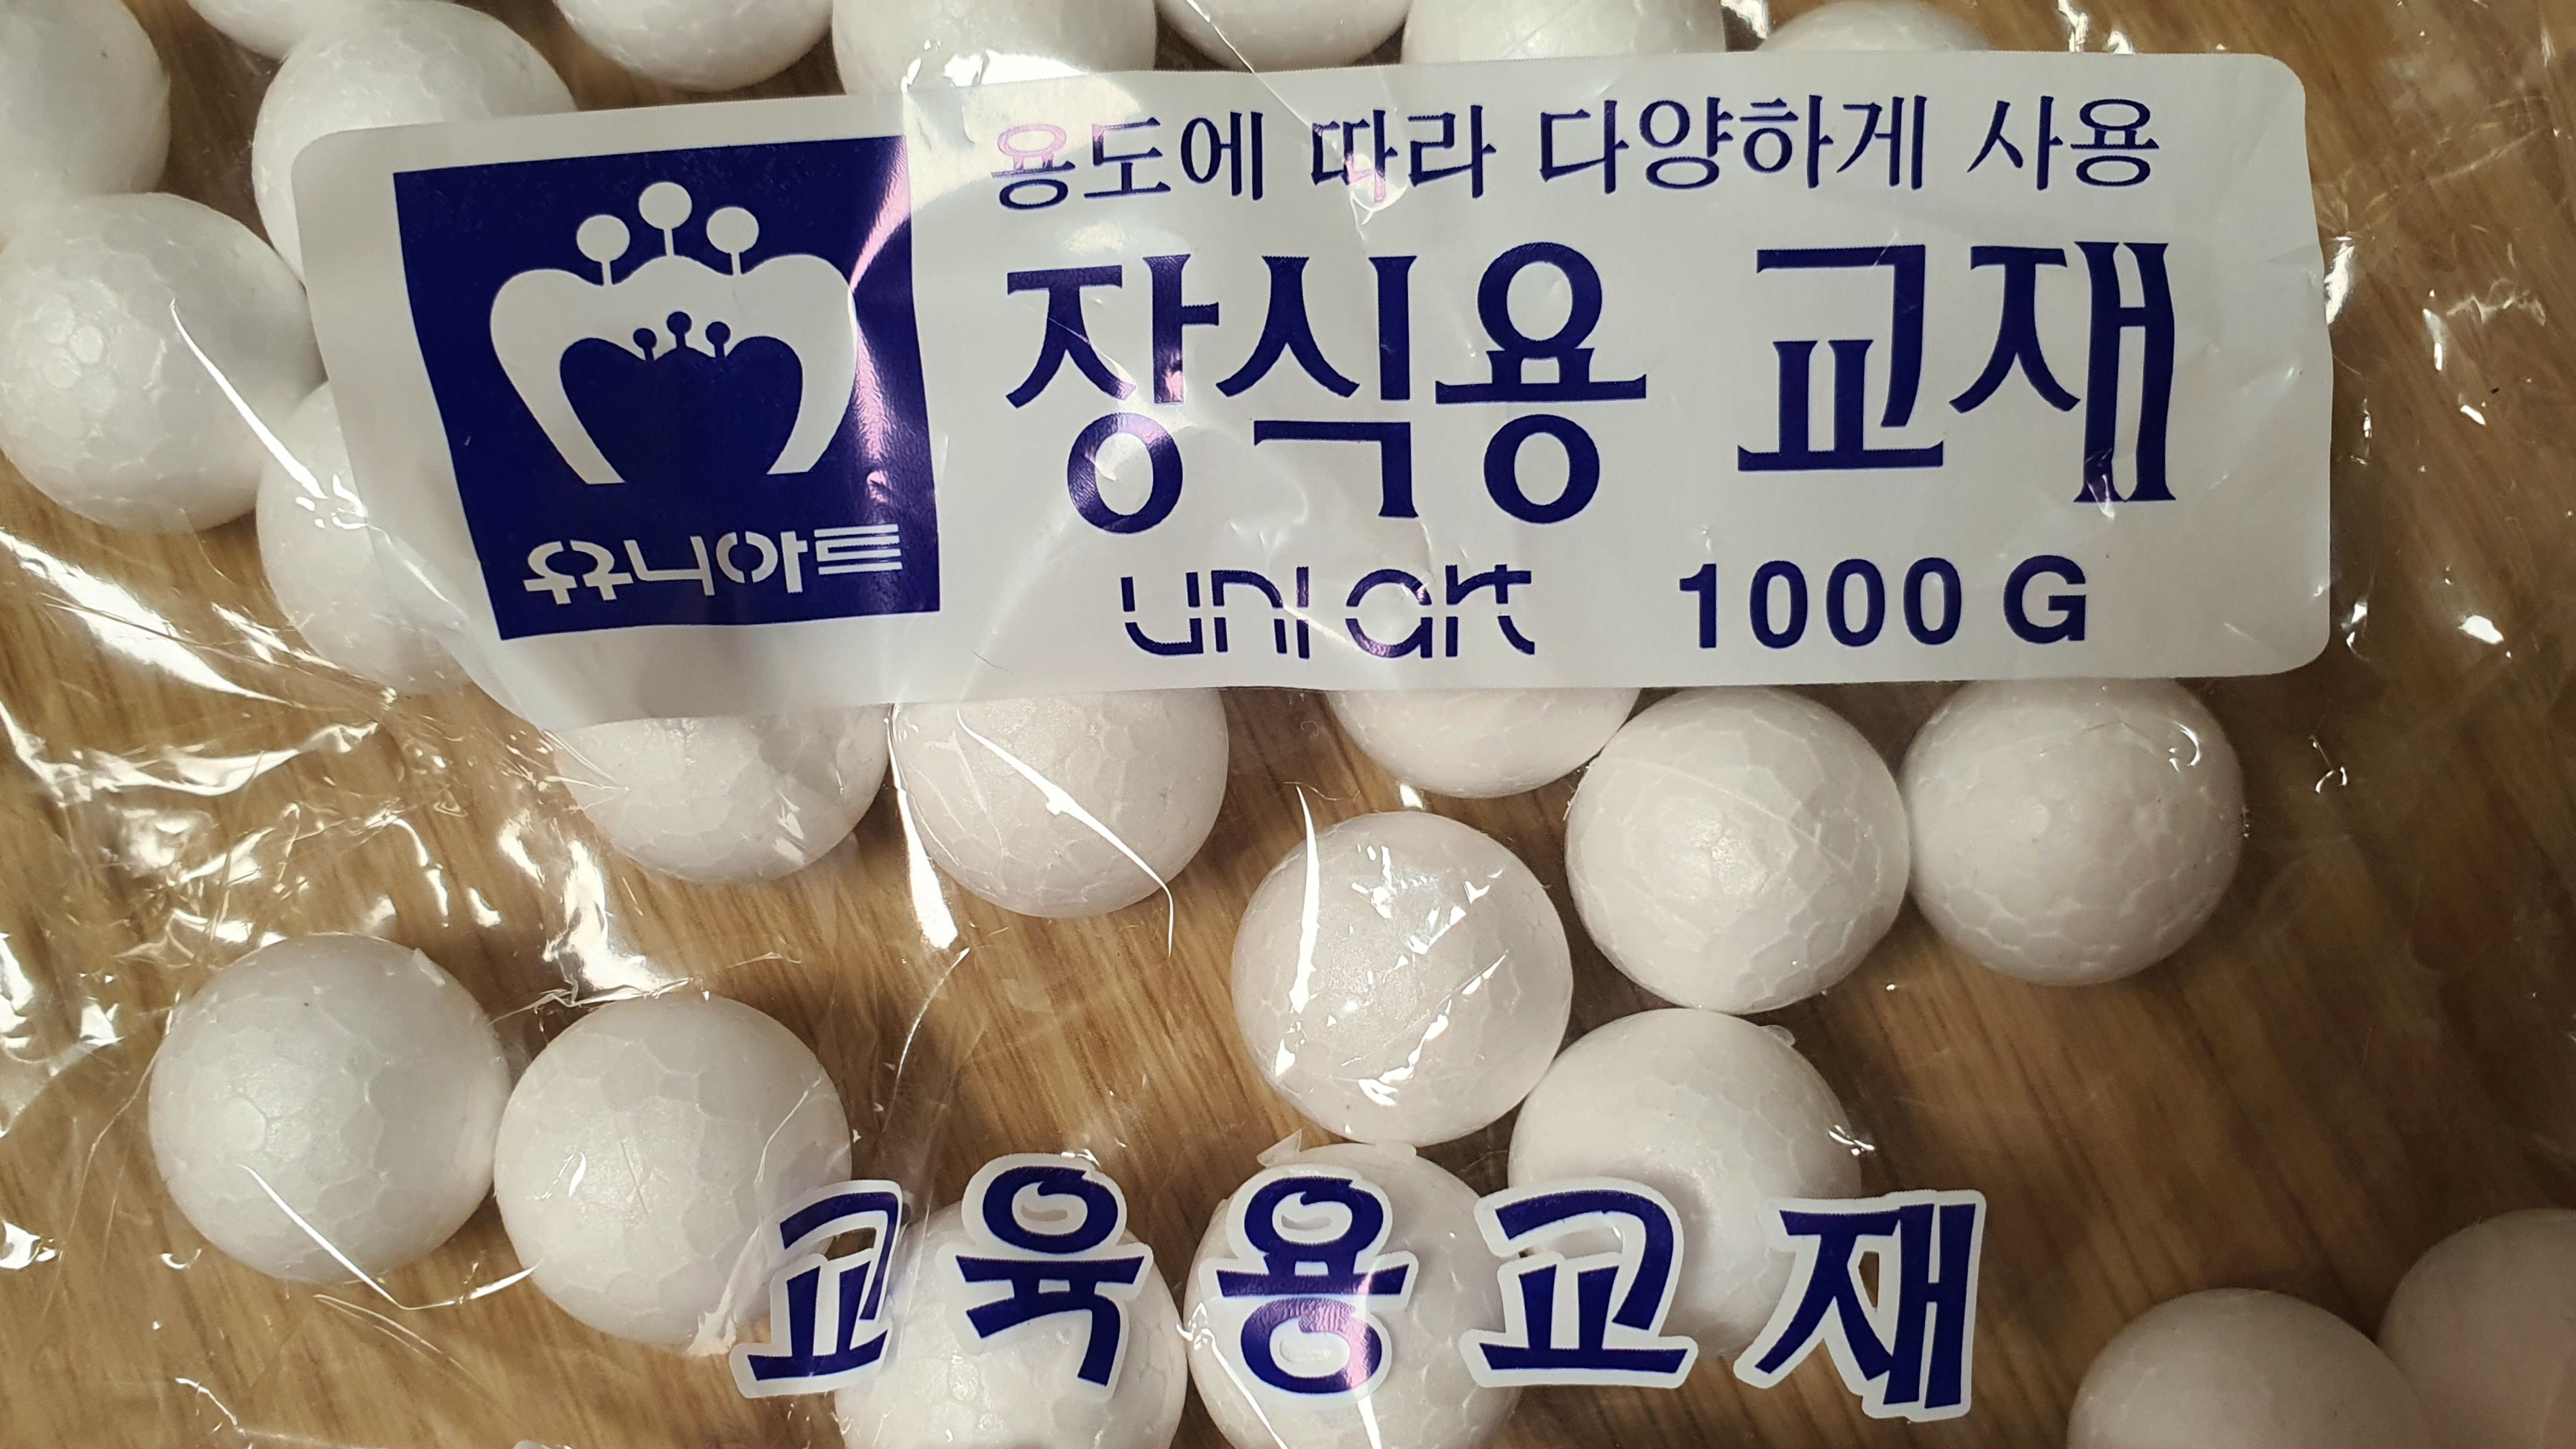 용도에 따라 다양하게 사용
장식용 교재
유니아트
uni art 1000 G
교육용교재